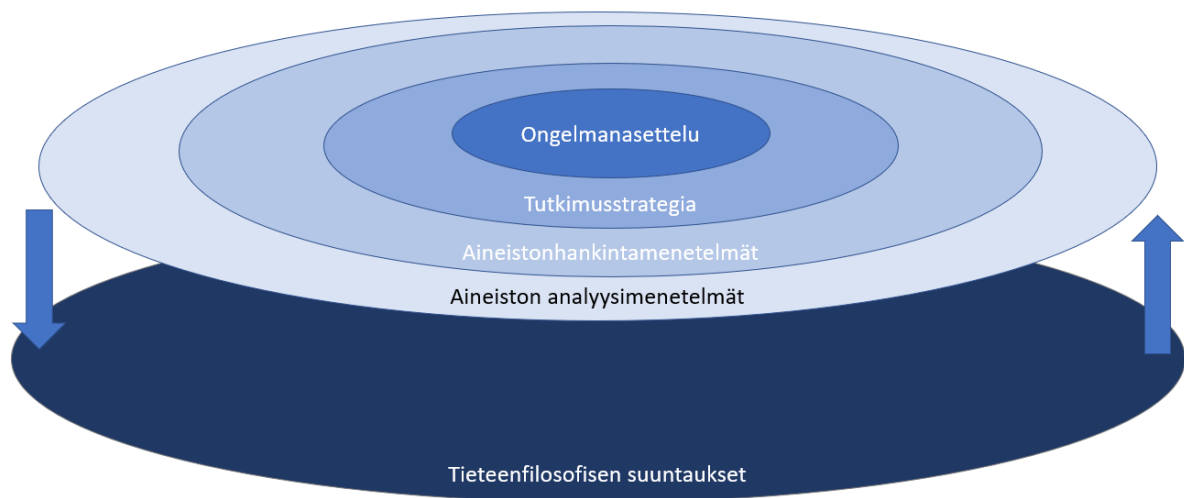 Ongelmanasettelu
Tutkimusstrategia
Aineistonhankintamenetelmät
Aineiston analyysimenetelmät
Tieteenfilosofisen suuntaukset